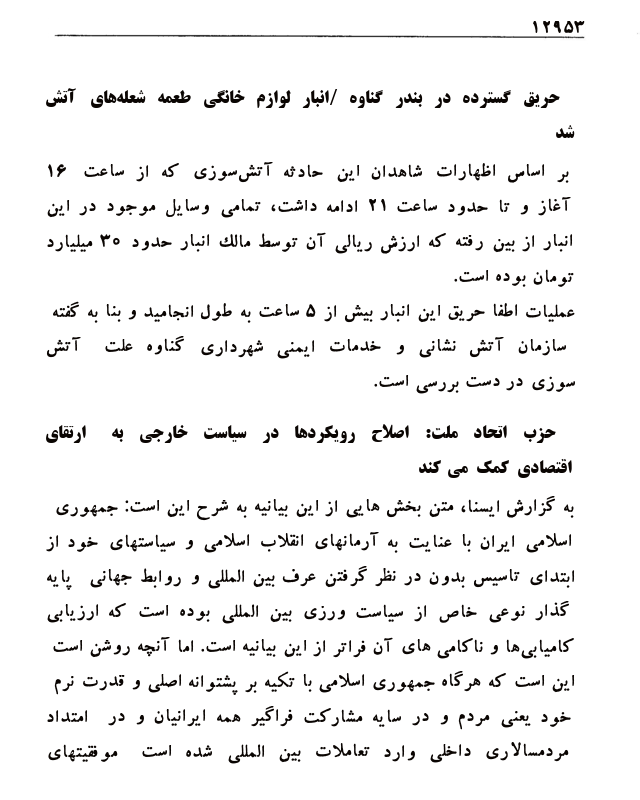 ۱۲۹۵۳
حریق گسترده در بندر گناوه /انبار لوازم خانگی طعمه شعله‌های آتش
شد
بر اساس اظهارات شاهدان این حادثه آتش‌سوزی که از ساعت ۱۶
آغاز و تا حدود ساعت ۲۱ ادامه داشت، تمامی وسایل موجود در این
انبار از بین رفته که ارزش ریالی آن توسط مالك انبار حدود ۳۰ میلیارد
تومان بوده است.
عملیات اطفا حریق این انبار بیش از ۵ ساعت به طول انجامید و بنا به گفته
سازمان آتش نشانی و خدمات ایمنی شهرداری گناوه علت آتش
سوزی در دست بررسی است.
حزب اتحاد ملت: اصلاح رویکردها در سیاست خارجی به ارتقای
اقتصادی کمک می کند
به گزارش ایسنا، متن بخش هایی از این بیانیه به شرح این است: جمهوری
اسلامی ایران با عنایت به آرمانهای انقلاب اسلامی و سیاستهای خود از
ابتدای تاسیس بدون در نظر گرفتن عرف بین المللی و روابط جهانی پایه
گذار نوعی خاص از سیاست ورزی بین المللی بوده است که ارزیابی
کامیابی‌ها و ناکامی های آن فراتر از این بیانیه است. اما آنچه روشن است
این است که هرگاه جمهوری اسلامی با تکیه بر پشتوانه اصلی و قدرت نرم
خود یعنی مردم و در سایه مشارکت فراگیر همه ایرانیان و در امتداد
مردمسالاری داخلی وارد تعاملات بین المللی شده است موفقیتهای